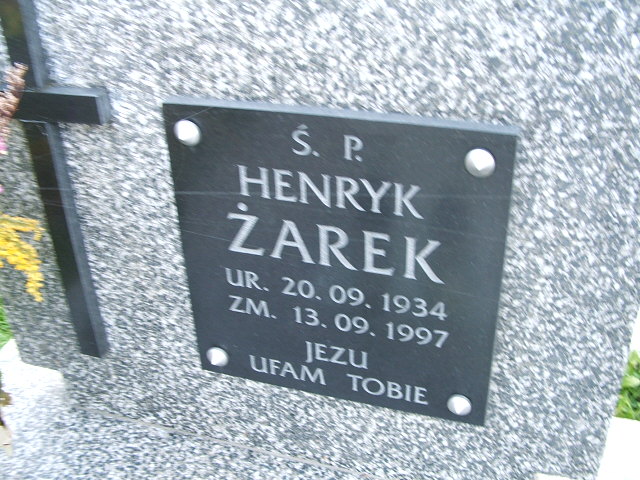 Ś. P.
HENRYK
ŻAREK
UR. 20. 09. 1934
ZM. 13. 09. 1997
JEZU
UFAM TOBIE